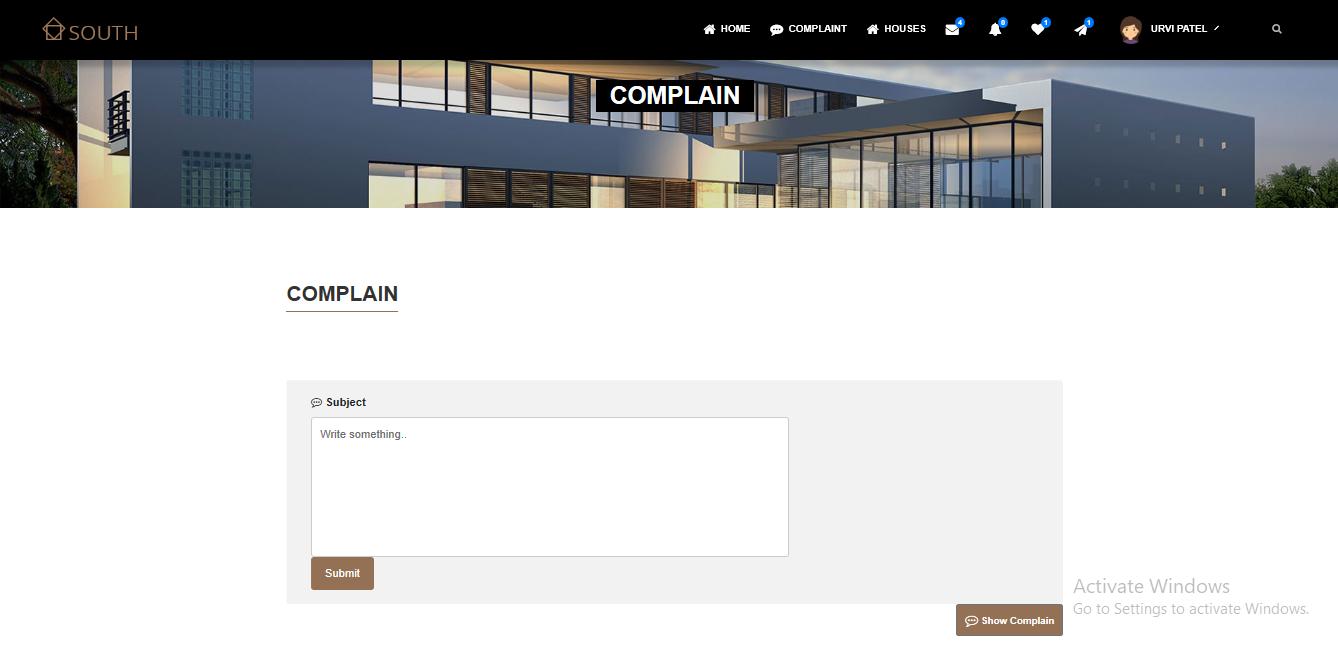 SOUTH
HOME COMPLAINT HOUSES 4 0 1 1 URVI PATEL
COMPLAIN
COMPLAIN
Subject
Write something..
Submit
Activate Windows
Go to Settings to activate Windows.
Show Complain